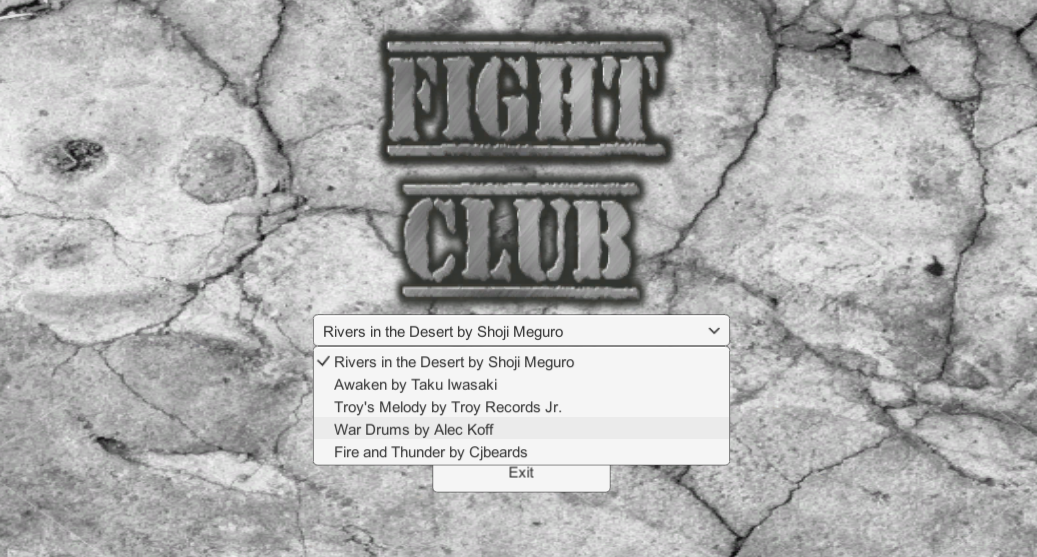 FIGHT
CLUB
Rivers in the Desert by Shoji Meguro
Rivers in the Desert by Shoji Meguro
Awaken by Taku Iwasaki
Troy's Melody by Troy Records Jr.
War Drums by Alec Koff
Fire and Thunder by Cjbeards
Exit